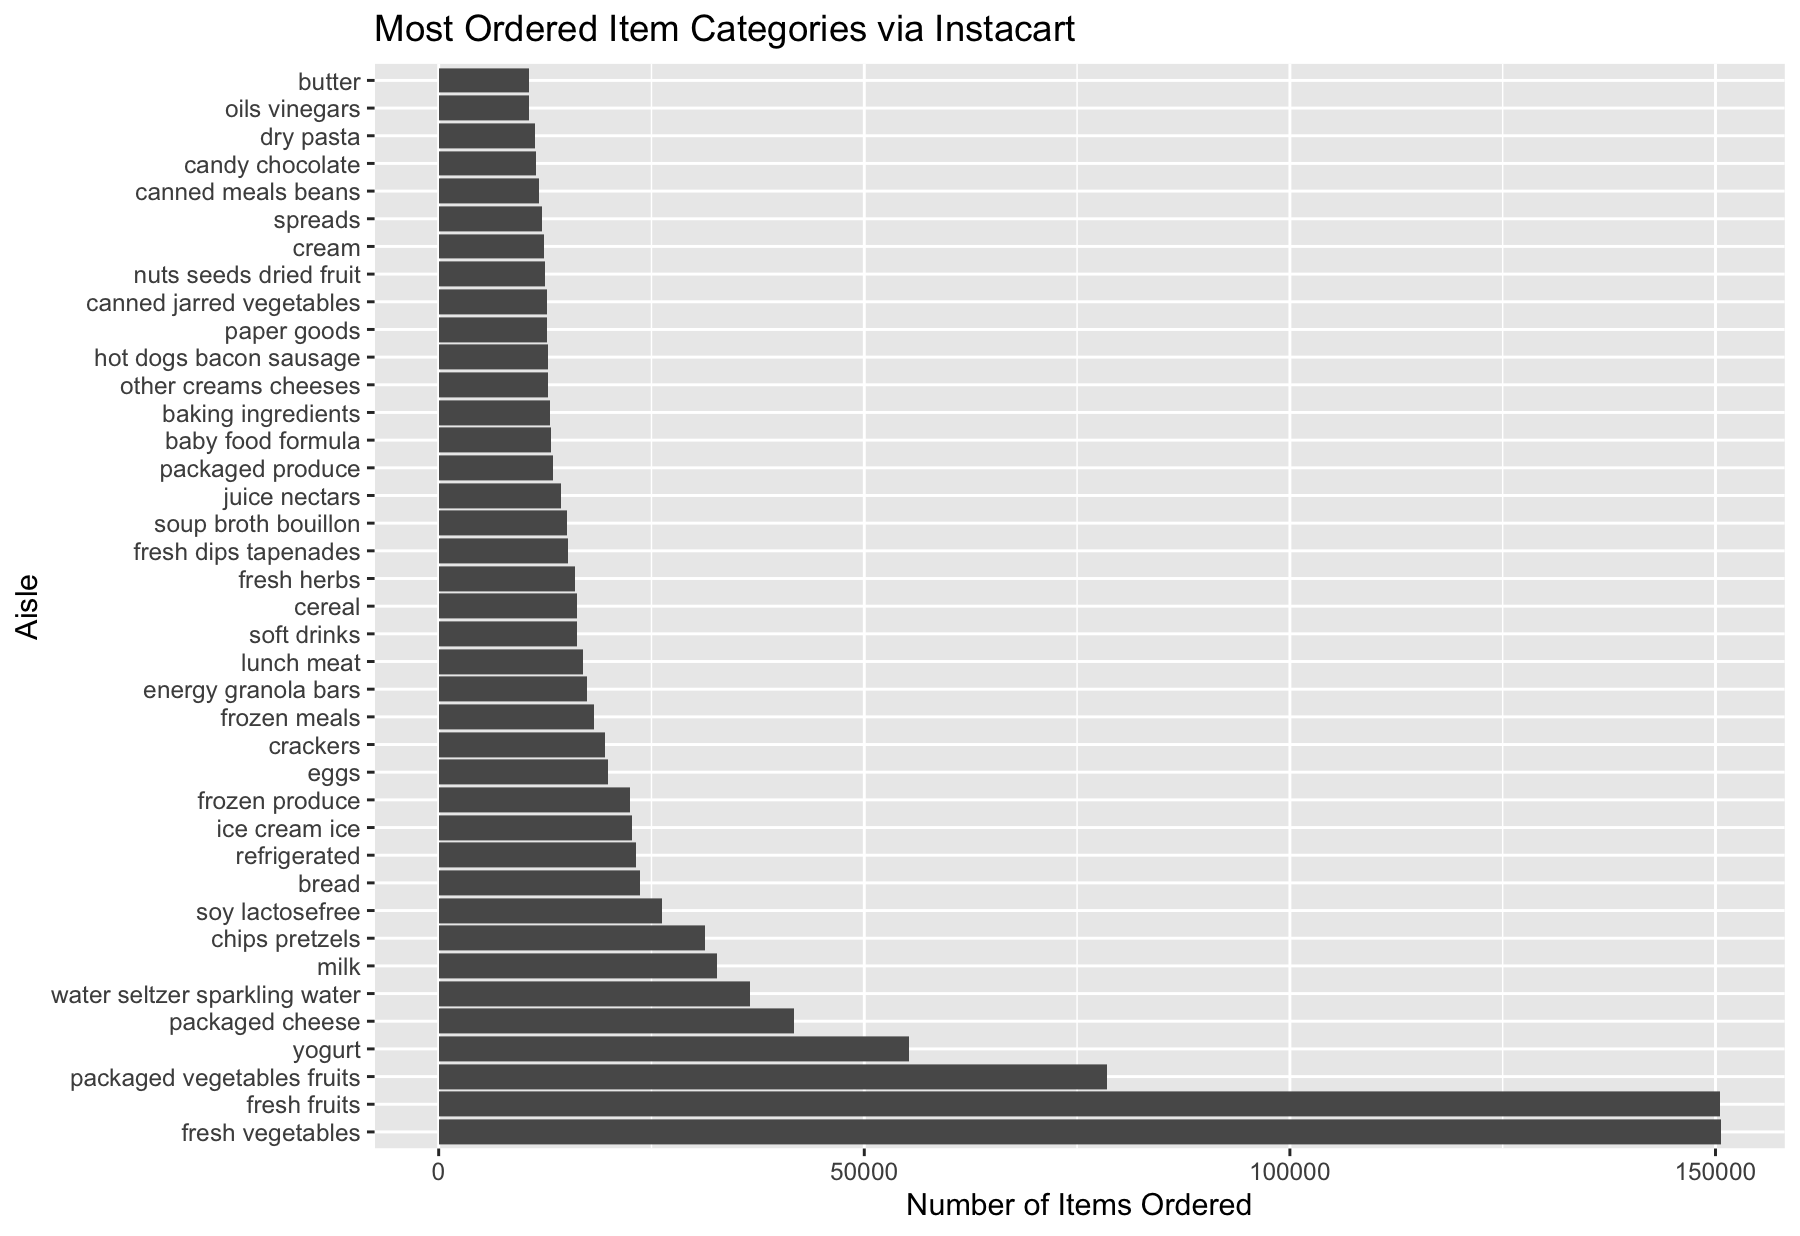 Most Ordered Item Categories via Instacart
butter
oils vinegars
dry pasta
candy chocolate
canned meals beans
spreads
cream
nuts seeds dried fruit
canned jarred vegetables
paper goods
hot dogs bacon sausage
other creams cheeses
baking ingredients
baby food formula
packaged produce
juice nectars
soup broth bouillon
fresh dips tapenades
fresh herbs
cereal
soft drinks
lunch meat
energy granola bars
frozen meals
crackers
eggs
frozen produce
ice cream ice
refrigerated
bread
soy lactosefree
chips pretzels
milk
water seltzer sparkling water
packaged cheese
yogurt
packaged vegetables fruits
fresh fruits
fresh vegetables
Aisle
0 50000 100000 150000
Number of Items Ordered